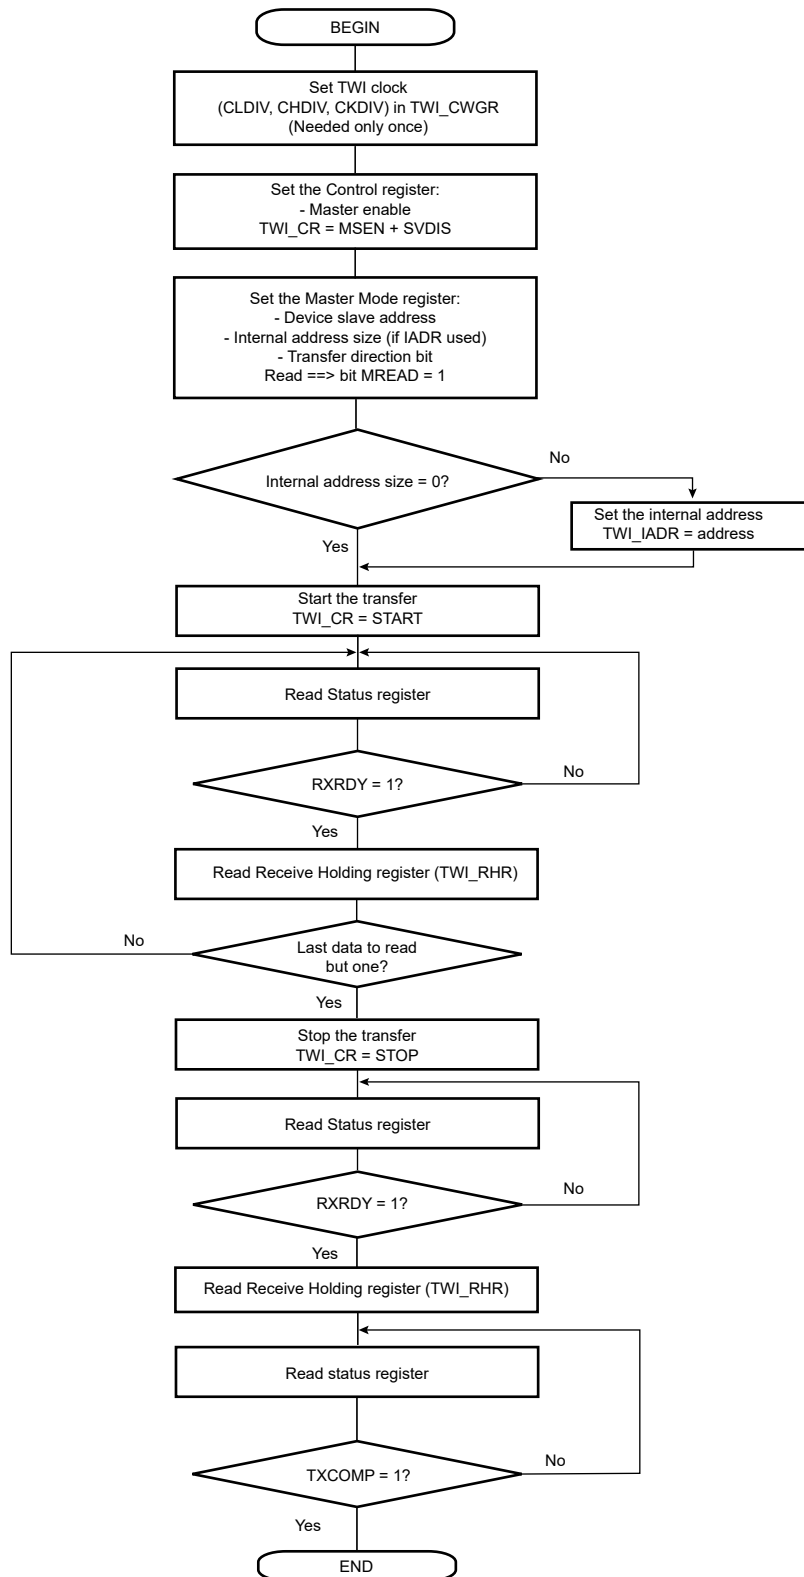 BEGIN
Set TWI clock
(CLDIV, CHDIV, CKDIV) in TWI_CWGR
(Needed only once)
Set the Control register:
- Master enable
TWI_CR = MSEN + SVDIS
Set the Master Mode register:
- Device slave address
- Internal address size (if IADR used)
- Transfer direction bit
Read ==> bit MREAD = 1
Internal address size = 0?
No
Set the internal address
TWI_IADR = address
Yes
Start the transfer
TWI_CR = START
Read Status register
RXRDY = 1?
No
Yes
Read Receive Holding register (TWI_RHR)
No
Last data to read
but one?
Yes
Stop the transfer
TWI_CR = STOP
Read Status register
RXRDY = 1?
No
Yes
Read Receive Holding register (TWI_RHR)
Read status register
TXCOMP = 1?
No
Yes
END